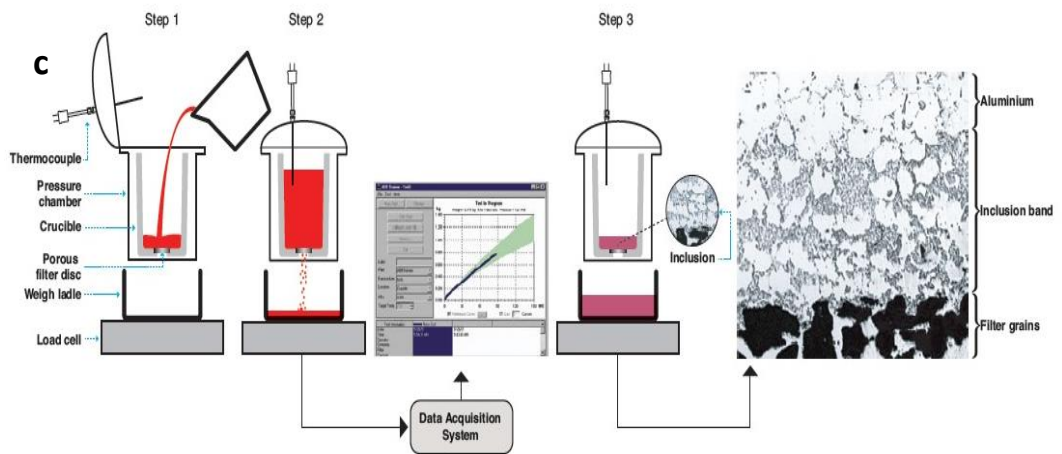 Step 1
Step 2
Step 3
c
Thermocouple
Pressure
chamber
Crucible
Porous
filter disc
Weigh ladle
Load cell
Test In Progress
Data Acquisition
System
Inclusion
Aluminium
Inclusion band
Filter grains